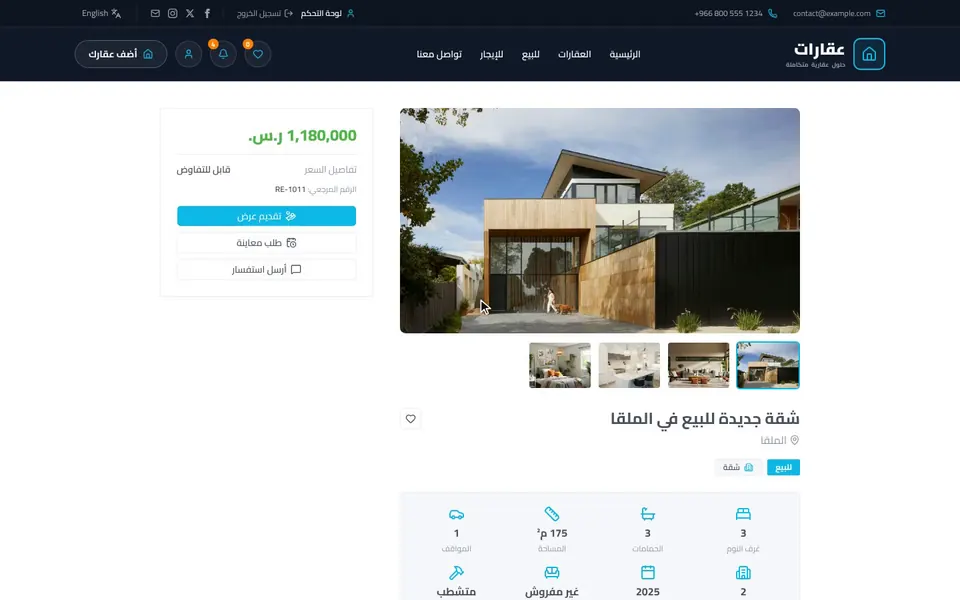 contact@example.com
+966 800 555 1234
لوحة التحكم
تسجيل الخروج
English
عقارات
حلول عقارية متكاملة
الرئيسية
العقارات
للبيع
للإيجار
تواصل معنا
0
4
أضف عقارك
1,180,000 ر.س.
تفاصيل السعر
قابل للتفاوض
الرقم المرجعي: RE-1011
تقديم عرض
طلب معاينة
أرسل استفسار
شقة جديدة للبيع في الملقا
الملقا
للبيع
شقة
3
3
175 م²
1
غرف النوم
الحمامات
المساحة
المواقف
2
2025
غير مفروش
متشطب